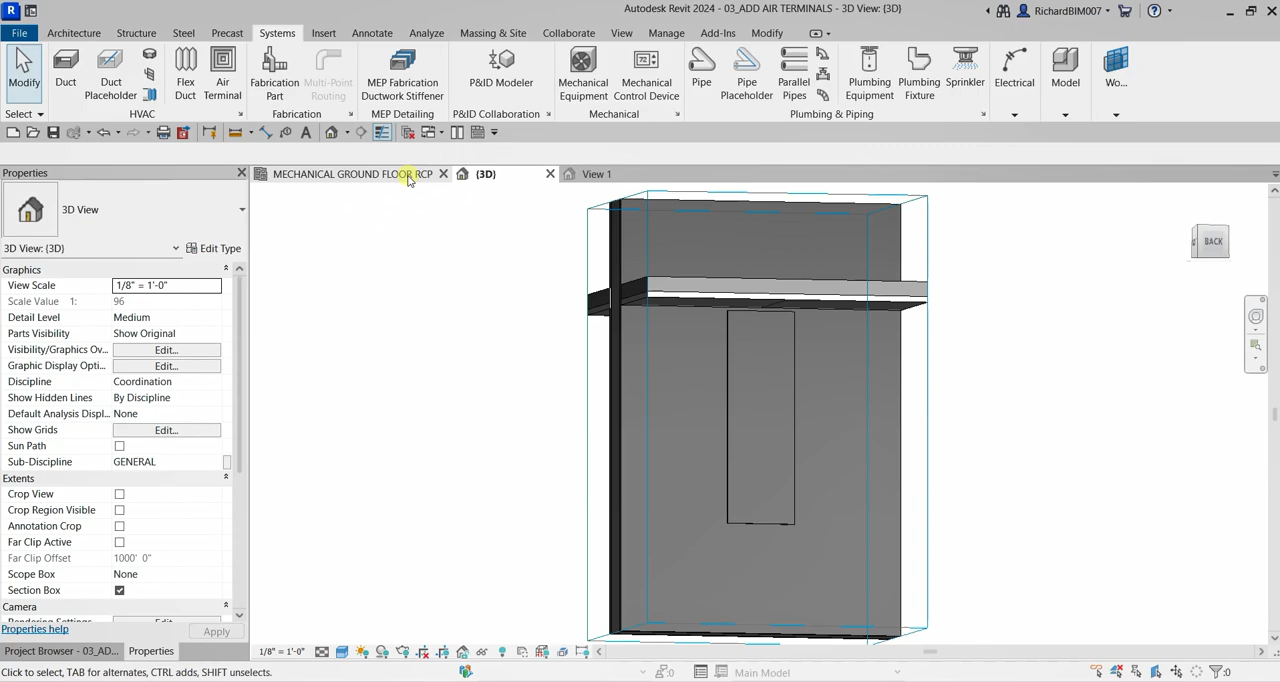 Autodesk Revit 2024 - 03_ADD AIR TERMINALS - 3D View: {3D}
RichardBIM007
File Architecture Structure Steel Precast Systems Insert Annotate Analyze Massing & Site Collaborate View Manage Add-Ins Modify
Modify
Duct
Duct Placeholder
Flex Duct
Air Terminal
Fabrication Part
Multi-Point Routing
MEP Fabrication Ductwork Stiffener
P&ID Modeler
Mechanical Equipment
Mechanical Control Device
Pipe
Pipe Placeholder
Parallel Pipes
Plumbing Equipment
Plumbing Fixture
Sprinkler
Electrical
Model
Wo...
Select HVAC Fabrication MEP Detailing P&ID Collaboration Mechanical Plumbing & Piping
Properties
MECHANICAL GROUND FLOOR RCP
{3D}
View 1
3D View
3D View: {3D} Edit Type
Graphics
View Scale 1/8" = 1'-0"
Scale Value 1: 96
Detail Level Medium
Parts Visibility Show Original
Visibility/Graphics Ov... Edit...
Graphic Display Opti... Edit...
Discipline Coordination
Show Hidden Lines By Discipline
Default Analysis Displ... None
Show Grids Edit...
Sun Path
Sub-Discipline GENERAL
Extents
Crop View
Crop Region Visible
Annotation Crop
Far Clip Active
Far Clip Offset 1000' 0"
Scope Box None
Section Box
Camera
Rendering Settings Edit...
Properties help Apply
Project Browser - 03_AD... Properties
1/8" = 1'-0"
Click to select, TAB for alternates, CTRL adds, SHIFT unselects.
:0
Main Model
:0
BACK